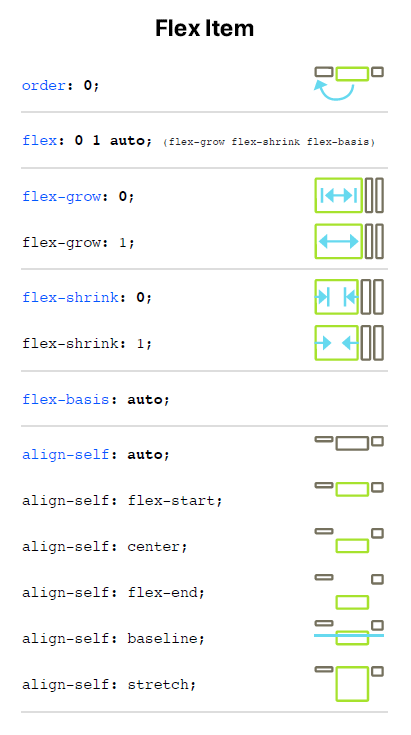 Flex Item
order: 0;
flex: 0 1 auto; (flex-grow flex-shrink flex-basis)
flex-grow: 0;
flex-grow: 1;
flex-shrink: 0;
flex-shrink: 1;
flex-basis: auto;
align-self: auto;
align-self: flex-start;
align-self: center;
align-self: flex-end;
align-self: baseline;
align-self: stretch;